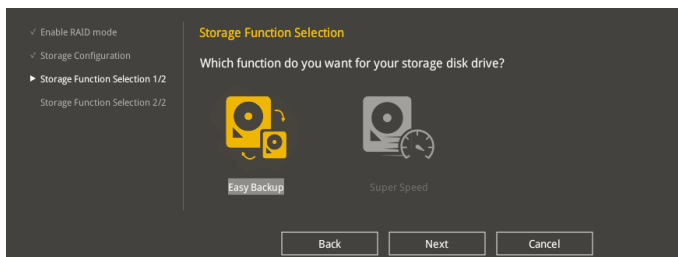 ✓ Enable RAID mode
✓ Storage Configuration
► Storage Function Selection 1/2
Storage Function Selection 2/2
Storage Function Selection
Which function do you want for your storage disk drive?
Easy Backup
Super Speed
Back
Next
Cancel